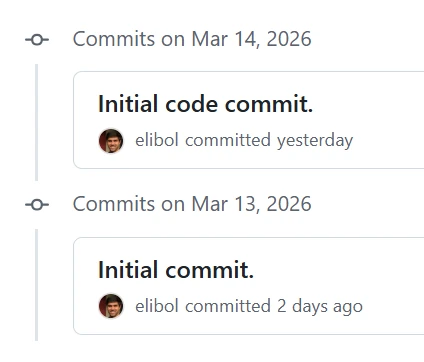 Commits on Mar 14, 2026
Initial code commit.
elibol committed yesterday
Commits on Mar 13, 2026
Initial commit.
elibol committed 2 days ago